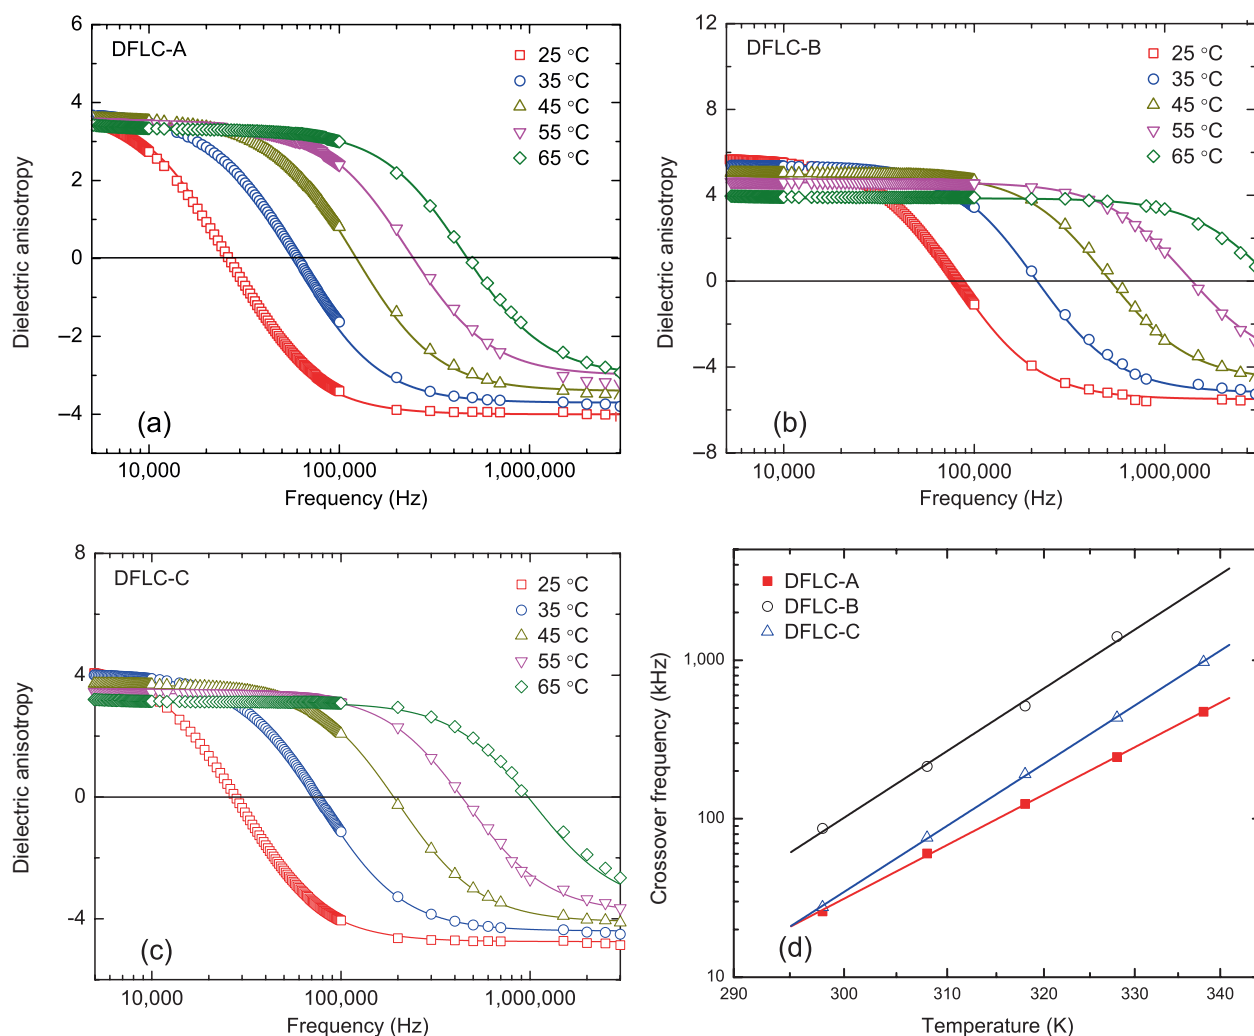 DFLC-A
25 °C
35 °C
45 °C
55 °C
65 °C
6
4
2
0
−2
−4
Dielectric anisotropy
(a)
10,000
100,000
1,000,000
Frequency (Hz)
DFLC-B
25 °C
35 °C
45 °C
55 °C
65 °C
12
8
4
0
−4
−8
Dielectric anisotropy
(b)
10,000
100,000
1,000,000
Frequency (Hz)
DFLC-C
25 °C
35 °C
45 °C
55 °C
65 °C
8
4
0
−4
Dielectric anisotropy
(c)
10,000
100,000
1,000,000
Frequency (Hz)
DFLC-A
DFLC-B
DFLC-C
1,000
100
10
Crossover frequency (kHz)
(d)
290
300
310
320
330
340
Temperature (K)